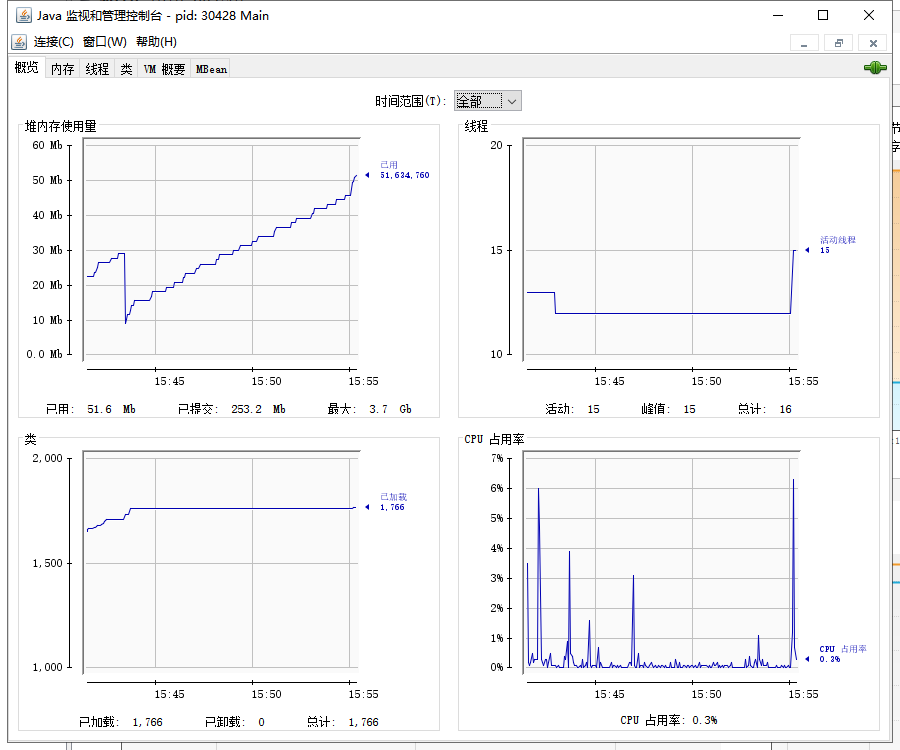 Java 监视和管理控制台 - pid: 30428 Main
连接(C) 窗口(W) 帮助(H)
概览 内存 线程 类 VM 概要 MBean
时间范围(T): 全部
堆内存使用量
60 Mb
50 Mb
40 Mb
30 Mb
20 Mb
10 Mb
0.0 Mb
已用
51,634,760
15:45 15:50 15:55
已用: 51.6 Mb 已提交: 253.2 Mb 最大: 3.7 Gb
线程
20
15
10
活动线程
15
15:45 15:50 15:55
活动: 15 峰值: 15 总计: 16
类
2,000
1,500
1,000
已加载
1,766
15:45 15:50 15:55
已加载: 1,766 已卸载: 0 总计: 1,766
CPU 占用率
7%
6%
5%
4%
3%
2%
1%
0%
CPU 占用率
0.3%
15:45 15:50 15:55
CPU 占用率: 0.3%